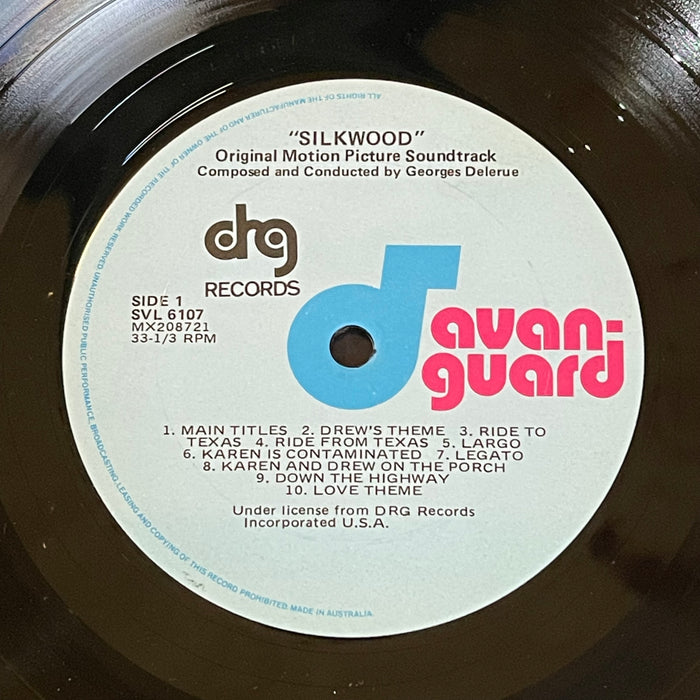 "SILKWOOD"
Original Motion Picture Soundtrack
Composed and Conducted by Georges Delerue
drg
RECORDS
SIDE 1
SVL 6107
MX208721
33-1/3 RPM
avan-
guard
1. MAIN TITLES 2. DREW'S THEME 3. RIDE TO
TEXAS 4. RIDE FROM TEXAS 5. LARGO
6. KAREN IS CONTAMINATED 7. LEGATO
8. KAREN AND DREW ON THE PORCH
9. DOWN THE HIGHWAY
10. LOVE THEME
Under license from DRG Records
Incorporated U.S.A.
ALL RIGHTS OF THE MANUFACTURER AND OF THE OWNER OF THE RECORDED WORK RESERVED. UNAUTHORISED PUBLIC PERFORMANCE, BROADCASTING, LEASING AND COPYING OF THIS RECORD PROHIBITED. MADE IN AUSTRALIA.